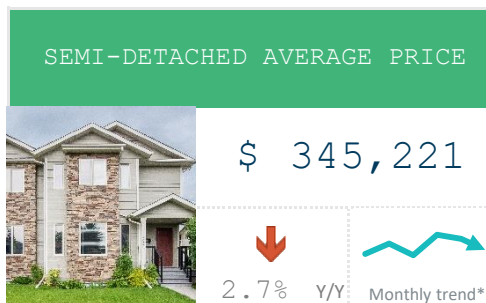 SEMI-DETACHED AVERAGE PRICE
$ 345,221
2.7% Y/Y
Monthly trend*